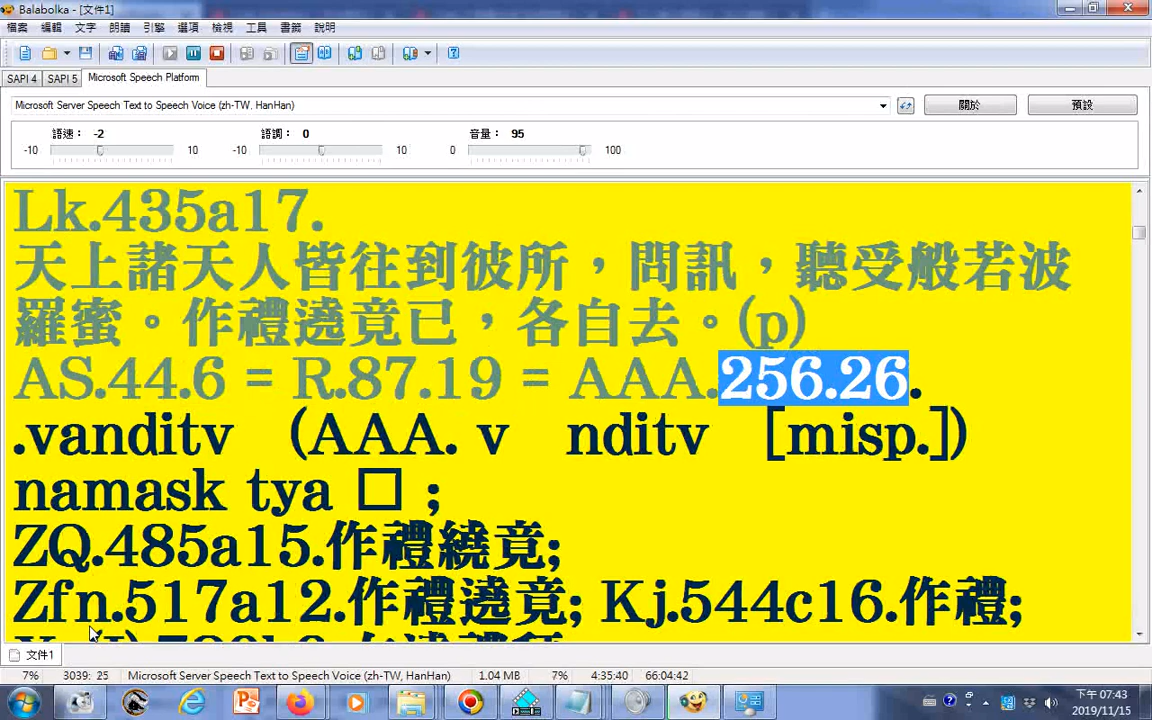 Balabolka - [文件1]
檔案 編輯 文字 朗讀 引擎 選項 檢視 工具 書籤 說明
SAPI 4 SAPI 5 Microsoft Speech Platform
Microsoft Server Speech Text to Speech Voice (zh-TW, HanHan) 關於 預設
語速： -2 語調： 0 音量： 95
-10 10 -10 10 0 100
Lk.435a17.
天上諸天人皆往到彼所，問訊，聽受般若波
羅蜜。作禮遶竟已，各自去。(p)
AS.44.6 = R.87.19 = AAA.256.26.
.vanditv (AAA. v nditv [misp.])
namask tya □ ;
ZQ.485a15.作禮繞竟;
Zfn.517a12.作禮遶竟; Kj.544c16.作禮;
文件1
7% 3039: 25 Microsoft Server Speech Text to Speech Voice (zh-TW, HanHan) 1.04 MB 7% 4:35:40 66:04:42
下午 07:43
2019/11/15